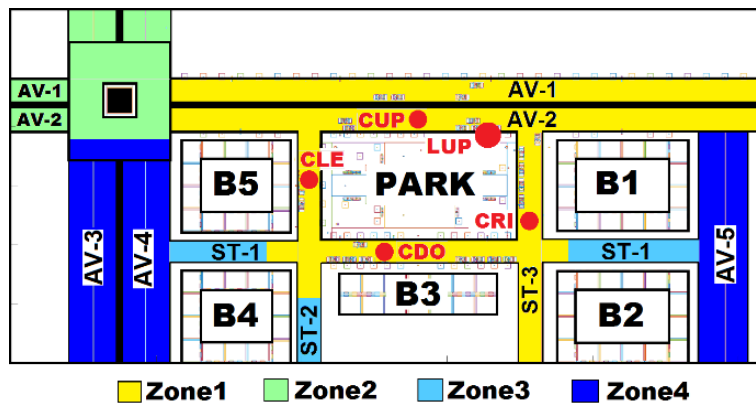 AV-1
AV-1
AV-2
CUP
AV-2
LUP
CLE
B5
PARK
B1
CRI
AV-3
AV-4
ST-1
CDO
ST-1
AV-5
B4
ST-2
B3
ST-3
B2
Zone1
Zone2
Zone3
Zone4